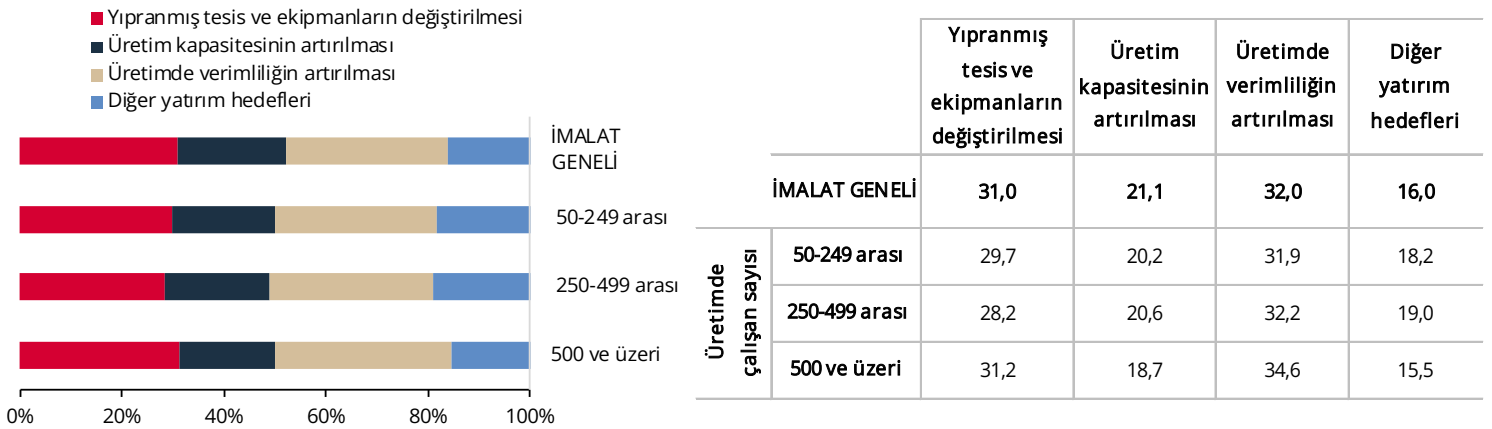 Yıpranmış tesis ve ekipmanların değiştirilmesi
Üretim kapasitesinin artırılması
Üretimde verimliliğin artırılması
Diğer yatırım hedefleri
İMALAT
GENELİ
50-249 arası
250-499 arası
500 ve üzeri
0% 20% 40% 60% 80% 100%
Yıpranmış
tesis ve
ekipmanların
değiştirilmesi
Üretim
kapasitesinin
artırılması
Üretimde
verimliliğin
artırılması
Diğer
yatırım
hedefleri
İMALAT GENELİ 31,0 21,1 32,0 16,0
Üretimde
çalışan sayısı
50-249 arası 29,7 20,2 31,9 18,2
250-499 arası 28,2 20,6 32,2 19,0
500 ve üzeri 31,2 18,7 34,6 15,5